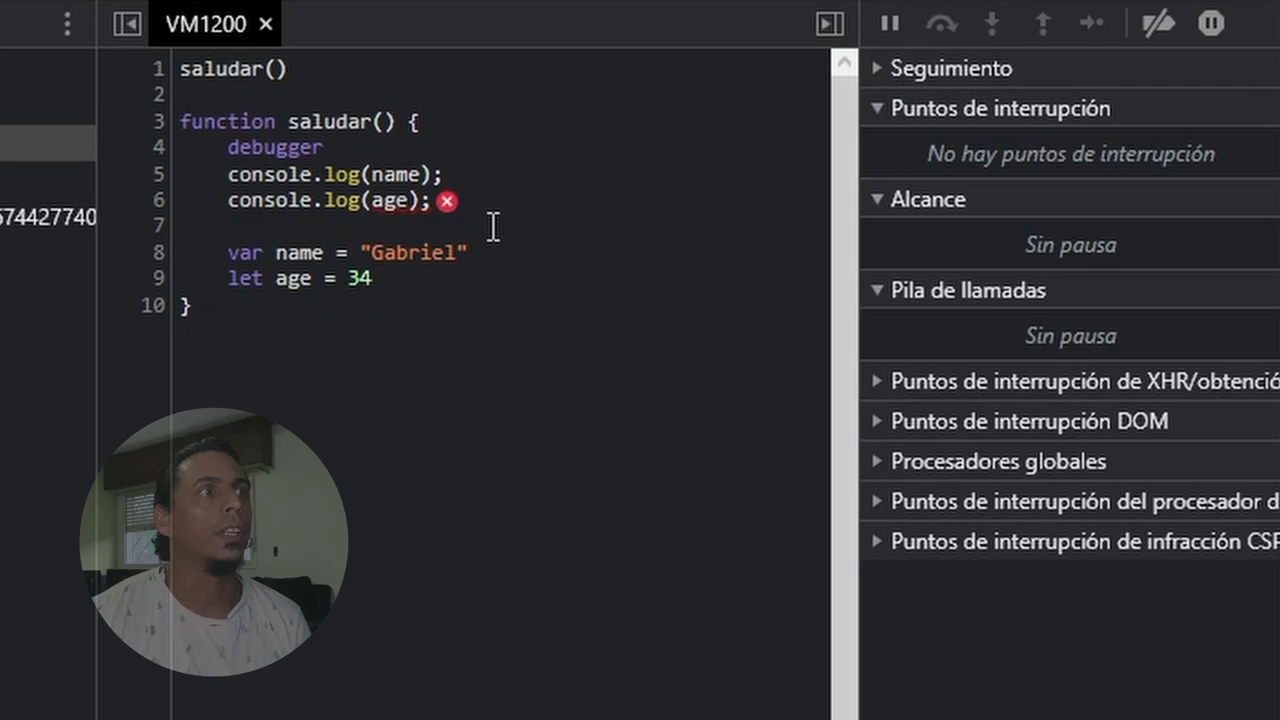 VM1200 ×
1 saludar()
2
3 function saludar() {
4 debugger
5 console.log(name);
6 console.log(age);
7
8 var name = "Gabriel"
9 let age = 34
10 }
574427740
Seguimiento
Puntos de interrupción
No hay puntos de interrupción
Alcance
Sin pausa
Pila de llamadas
Sin pausa
Puntos de interrupción de XHR/obtenció
Puntos de interrupción DOM
Procesadores globales
Puntos de interrupción del procesador d
Puntos de interrupción de infracción CSP